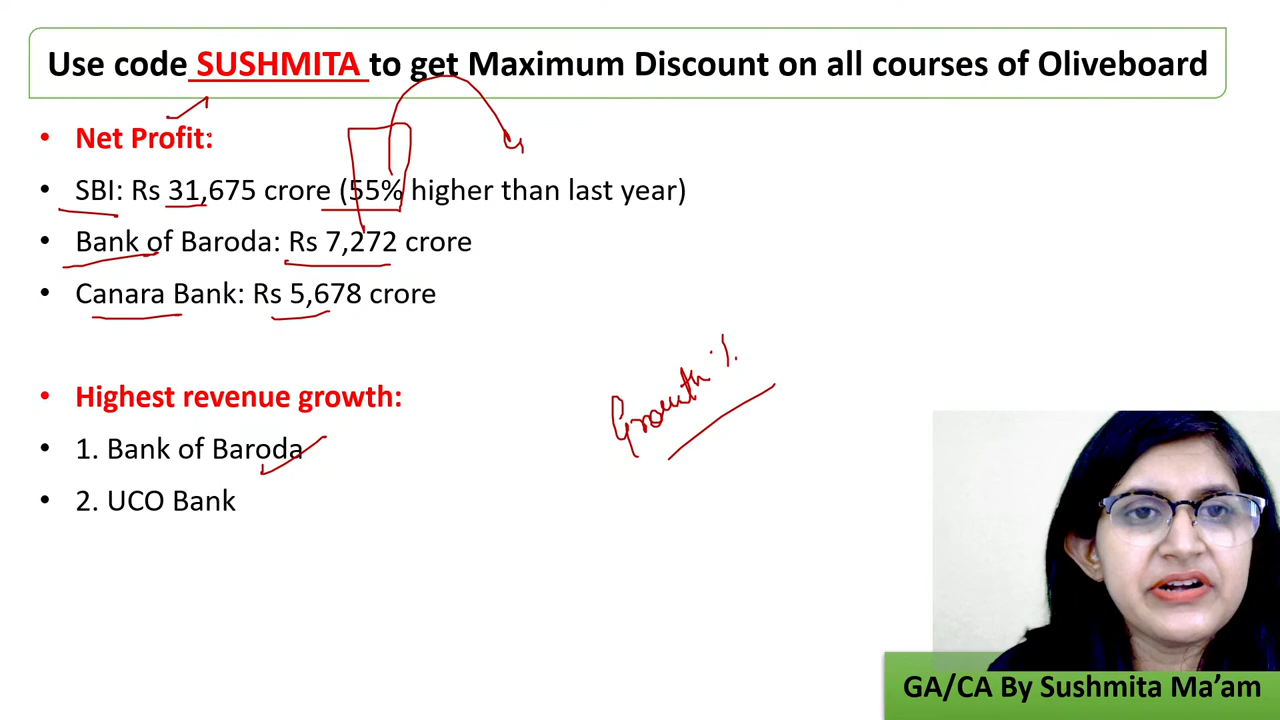 Use code SUSHMITA to get Maximum Discount on all courses of Oliveboard
• Net Profit:
• SBI: Rs 31,675 crore (55% higher than last year)
• Bank of Baroda: Rs 7,272 crore
• Canara Bank: Rs 5,678 crore
Growth %
• Highest revenue growth:
• 1. Bank of Baroda
• 2. UCO Bank
GA/CA By Sushmita Ma’am